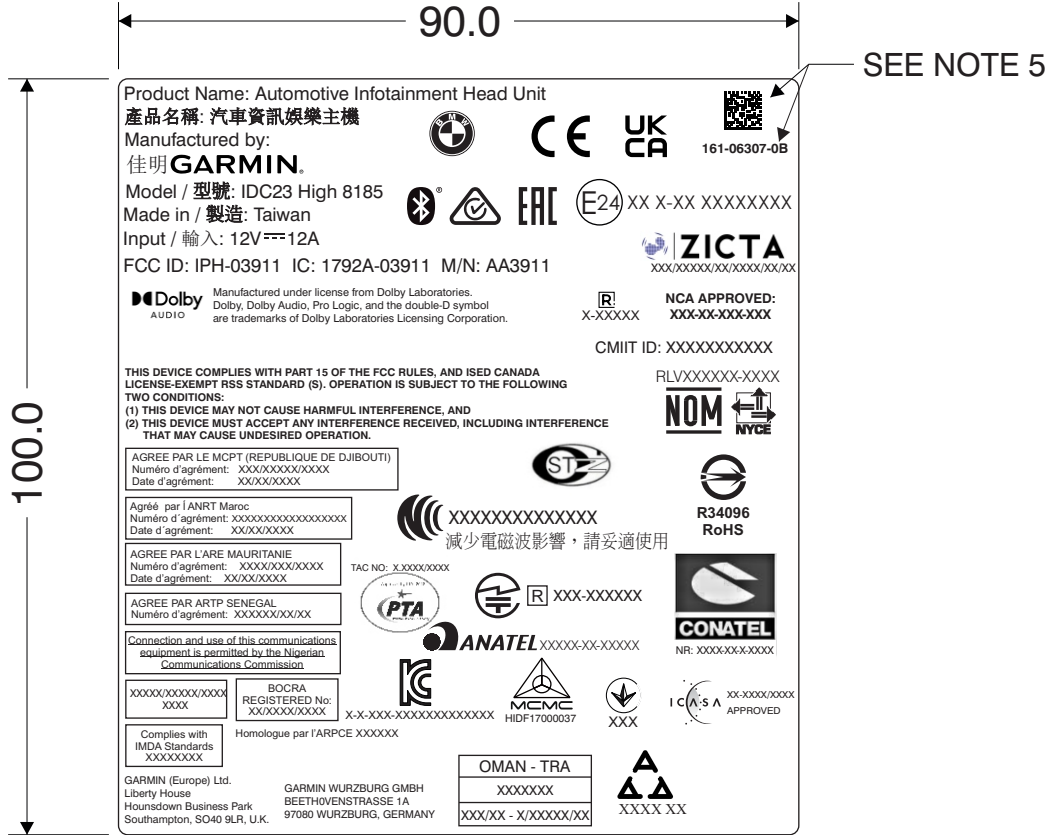 90.0
SEE NOTE 5
100.0
Product Name: Automotive Infotainment Head Unit
產品名稱: 汽車資訊娛樂主機
Manufactured by:
佳明GARMIN.
Model / 型號: IDC23 High 8185
Made in / 製造: Taiwan
Input / 輸入: 12V⎓12A
FCC ID: IPH-03911 IC: 1792A-03911 M/N: AA3911
BMW
CE
UK
CA
161-06307-0B
EAC
E24 XX X-XX XXXXXXXX
ZICTA
XXX/XXXXX/XX/XXXX/XX/XX
Dolby
AUDIO
Manufactured under license from Dolby Laboratories.
Dolby, Dolby Audio, Pro Logic, and the double-D symbol
are trademarks of Dolby Laboratories Licensing Corporation.
R
X-XXXXX
NCA APPROVED:
XXX-XX-XXX-XXX
CMIIT ID: XXXXXXXXXXX
THIS DEVICE COMPLIES WITH PART 15 OF THE FCC RULES, AND ISED CANADA
LICENSE-EXEMPT RSS STANDARD (S). OPERATION IS SUBJECT TO THE FOLLOWING
TWO CONDITIONS:
(1) THIS DEVICE MAY NOT CAUSE HARMFUL INTERFERENCE, AND
(2) THIS DEVICE MUST ACCEPT ANY INTERFERENCE RECEIVED, INCLUDING INTERFERENCE
THAT MAY CAUSE UNDESIRED OPERATION.
RLVXXXXXX-XXXX
NOM
NYCE
AGREE PAR LE MCPT (REPUBLIQUE DE DJIBOUTI)
Numéro d'agrément: XXX/XXXXX/XXXX
Date d'agrément: XX/XX/XXXX
STZ
R34096
RoHS
Agréé par ĺ ANRT Maroc
Numéro d´agrément: XXXXXXXXXXXXXXXXXX
Date d´agrément: XX/XX/XXXX
XXXXXXXXXXXXXX
減少電磁波影響，請妥適使用
AGREE PAR L'ARE MAURITANIE
Numéro d'agrément: XXXX/XXX/XXXX
Date d'agrément: XX/XX/XXXX
TAC NO: X.XXXX/XXXX
PTA
R XXX-XXXXXX
CONATEL
NR: XXXX-XX-X-XXXX
AGREE PAR ARTP SENEGAL
Numéro d'agrément: XXXXXX/XX/XX
ANATEL XXXXX-XX-XXXXX
Connection and use of this communications
equipment is permitted by the Nigerian
Communications Commission
XXXXX/XXXXX/XXXX
XXXX
BOCRA
REGISTERED No:
XX/XXXX/XXXX
X-X-XXX-XXXXXXXXXXXXX
MCMC
HIDF17000037
XXX
ICASA
XX-XXXX/XXXX
APPROVED
Complies with
IMDA Standards
XXXXXXXX
Homologue par l'ARPCE XXXXXX
GARMIN (Europe) Ltd.
Liberty House
Hounsdown Business Park
Southampton, SO40 9LR, U.K.
GARMIN WURZBURG GMBH
BEETH0VENSTRASSE 1A
97080 WURZBURG, GERMANY
OMAN - TRA
XXXXXXX
XXX/XX - X/XXXXX/XX
XXXX XX